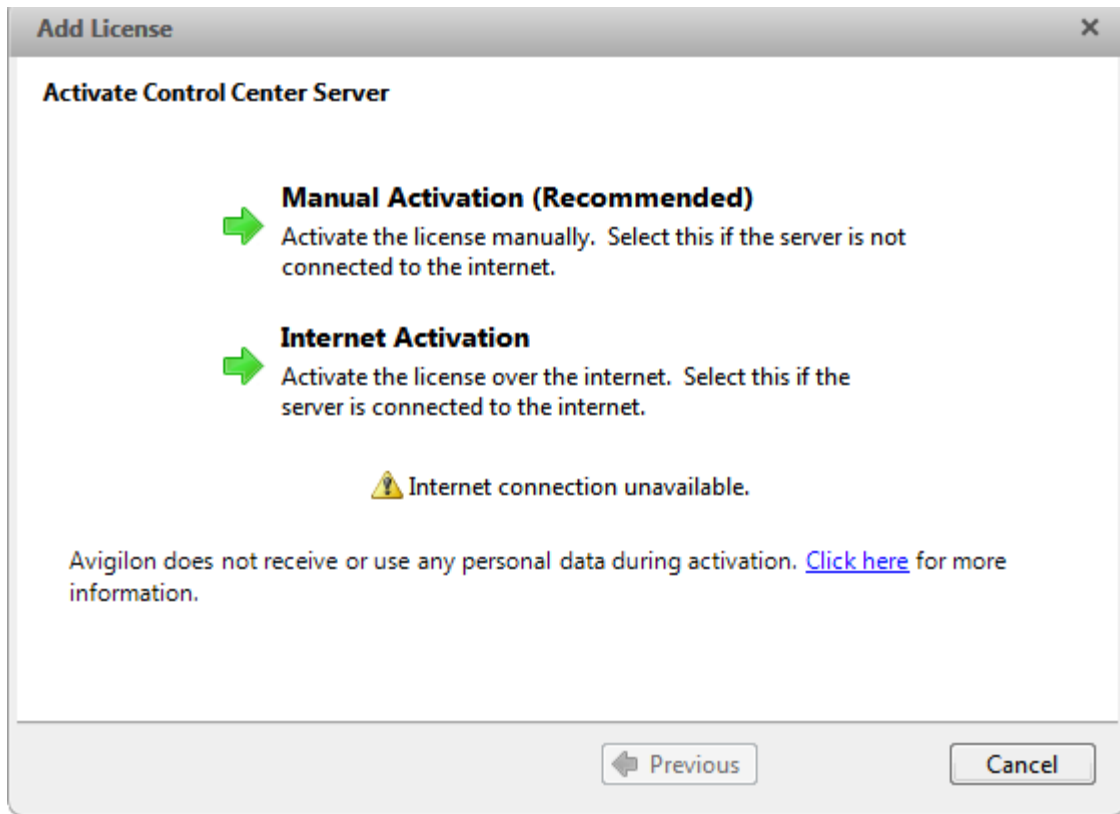 Add License
Activate Control Center Server
Manual Activation (Recommended)
Activate the license manually.  Select this if the server is not
connected to the internet.
Internet Activation
Activate the license over the internet.  Select this if the
server is connected to the internet.
Internet connection unavailable.
Avigilon does not receive or use any personal data during activation. Click here for more
information.
Previous
Cancel